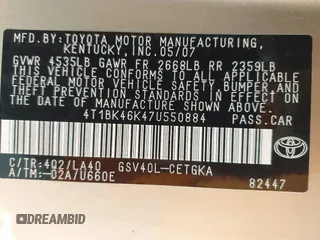 MFD.BY:TOYOTA MOTOR MANUFACTURING,
KENTUCKY,INC.05/07
GVWR 4535LB GAWR FR 2668LB RR 2359LB
THIS VEHICLE CONFORMS TO ALL APPLICABLE
FEDERAL MOTOR VEHICLE SAFETY, BUMPER, AND
THEFT PREVENTION STANDARDS IN EFFECT ON
THE DATE OF MANUFACTURE SHOWN ABOVE.
4T1BK46K47U550884 PASS.CAR
C/TR:4Q2/LA40 GSV40L-CETGKA
A/TM:-02A/U660E
TOYOTA
82447
DREAMBID